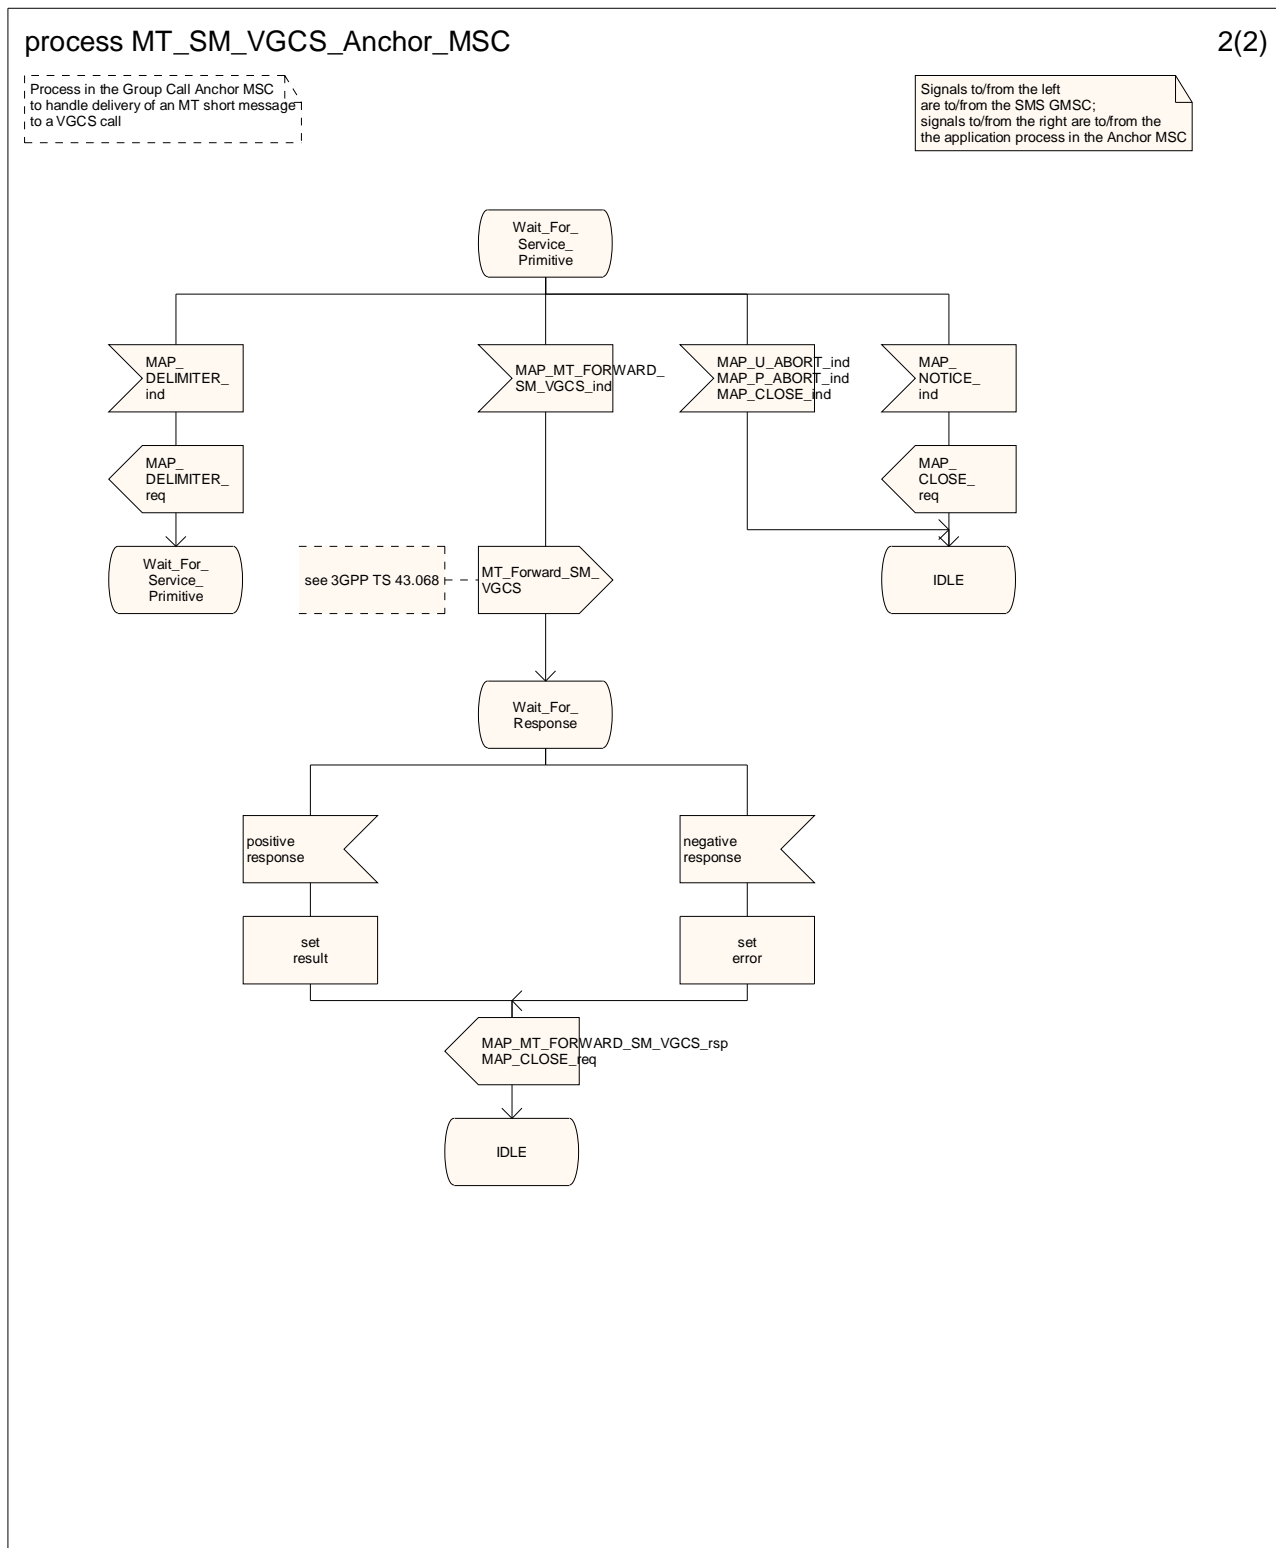 process MT_SM_VGCS_Anchor_MSC
2(2)
Process in the Group Call Anchor MSC
to handle delivery of an MT short message
to a VGCS call
Signals to/from the left
are to/from the SMS GMSC;
signals to/from the right are to/from the
the application process in the Anchor MSC
Wait_For_
Service_
Primitive
MAP_
DELIMITER_
ind
MAP_MT_FORWARD_
SM_VGCS_ind
MAP_U_ABORT_ind
MAP_P_ABORT_ind
MAP_CLOSE_ind
MAP_
NOTICE_
ind
MAP_
DELIMITER_
req
MAP_
CLOSE_
req
Wait_For_
Service_
Primitive
see 3GPP TS 43.068
MT_Forward_SM_
VGCS
IDLE
Wait_For_
Response
positive
response
negative
response
set
result
set
error
MAP_MT_FORWARD_SM_VGCS_rsp
MAP_CLOSE_req
IDLE